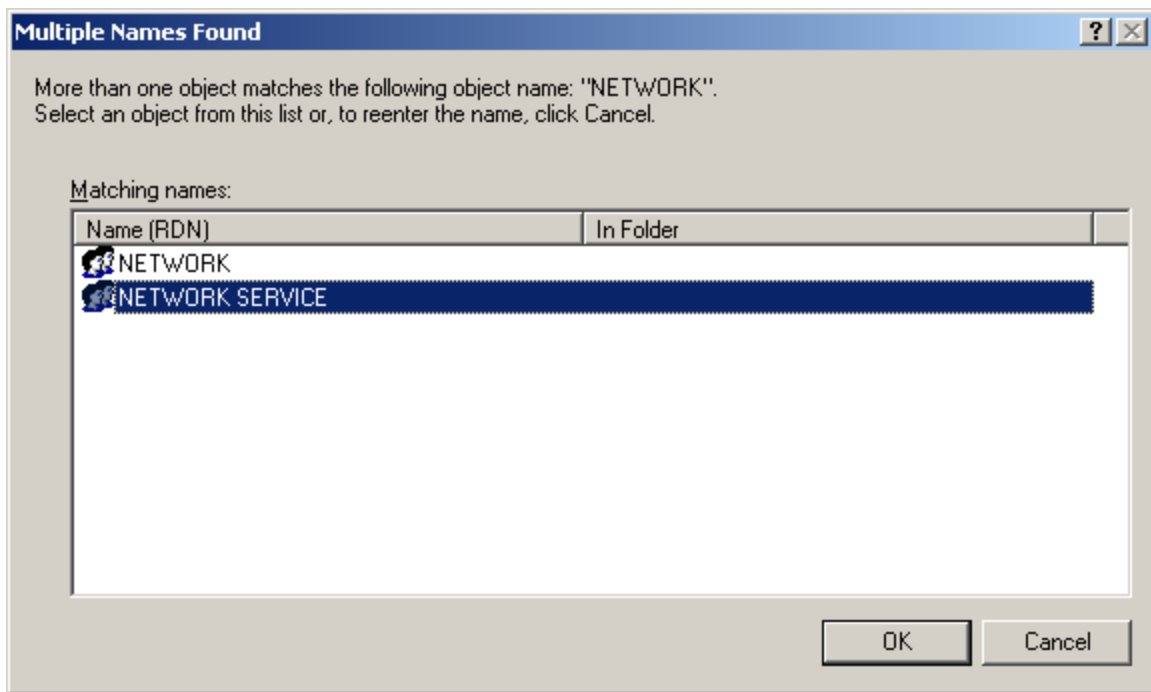 Multiple Names Found
More than one object matches the following object name: "NETWORK".
Select an object from this list or, to reenter the name, click Cancel.
Matching names:
Name (RDN) In Folder
NETWORK
NETWORK SERVICE
OK Cancel